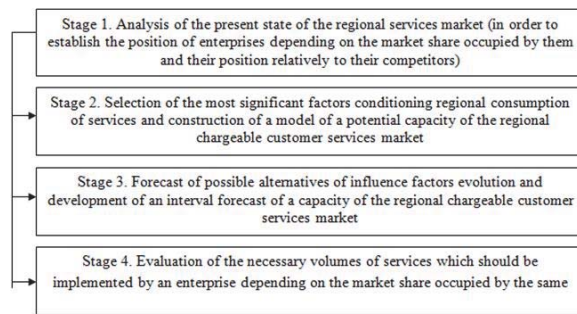 Stage 1. Analysis of the present state of the regional services market (in order to
establish the position of enterprises depending on the market share occupied by them
and their position relatively to their competitors)
Stage 2. Selection of the most significant factors conditioning regional consumption
of services and construction of a model of a potential capacity of the regional
chargeable customer services market
Stage 3. Forecast of possible alternatives of influence factors evolution and
development of an interval forecast of a capacity of the regional chargeable customer
services market
Stage 4. Evaluation of the necessary volumes of services which should be
implemented by an enterprise depending on the market share occupied by the same